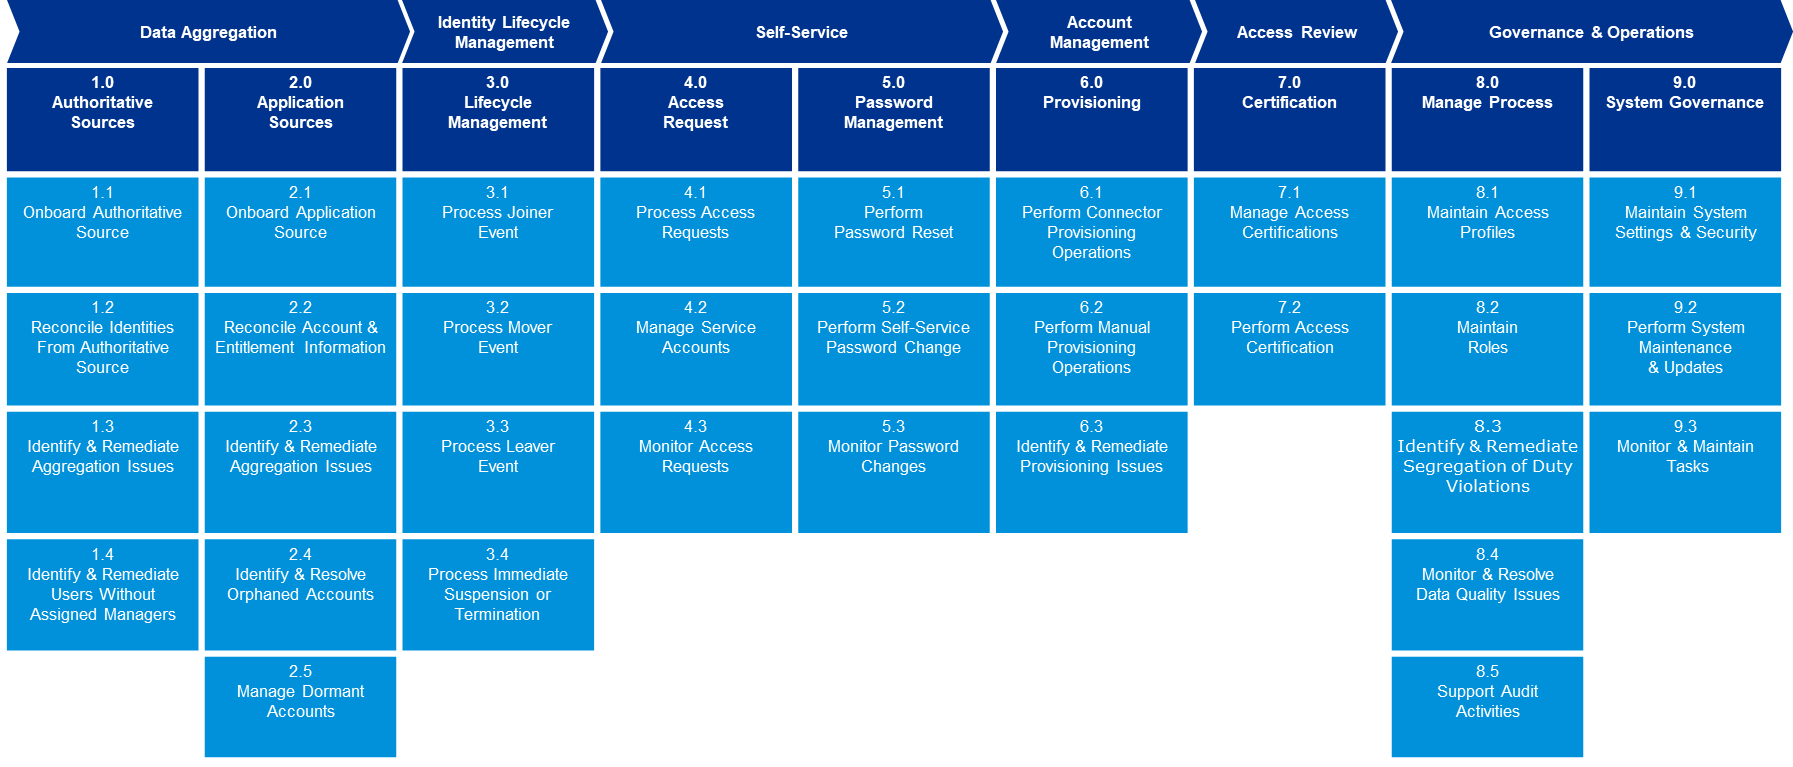 Data Aggregation
Identity Lifecycle
Management
Self-Service
Account
Management
Access Review
Governance & Operations
1.0
Authoritative
Sources
2.0
Application
Sources
3.0
Lifecycle
Management
4.0
Access
Request
5.0
Password
Management
6.0
Provisioning
7.0
Certification
8.0
Manage Process
9.0
System Governance
1.1
Onboard Authoritative
Source
2.1
Onboard Application
Source
3.1
Process Joiner
Event
4.1
Process Access
Requests
5.1
Perform
Password Reset
6.1
Perform Connector
Provisioning
Operations
7.1
Manage Access
Certifications
8.1
Maintain Access
Profiles
9.1
Maintain System
Settings & Security
1.2
Reconcile Identities
From Authoritative
Source
2.2
Reconcile Account &
Entitlement Information
3.2
Process Mover
Event
4.2
Manage Service
Accounts
5.2
Perform Self-Service
Password Change
6.2
Perform Manual
Provisioning
Operations
7.2
Perform Access
Certification
8.2
Maintain
Roles
9.2
Perform System
Maintenance
& Updates
1.3
Identify & Remediate
Aggregation Issues
2.3
Identify & Remediate
Aggregation Issues
3.3
Process Leaver
Event
4.3
Monitor Access
Requests
5.3
Monitor Password
Changes
6.3
Identify & Remediate
Provisioning Issues
8.3
Identify & Remediate
Segregation of Duty
Violations
9.3
Monitor & Maintain
Tasks
1.4
Identify & Remediate
Users Without
Assigned Managers
2.4
Identify & Resolve
Orphaned Accounts
3.4
Process Immediate
Suspension or
Termination
8.4
Monitor & Resolve
Data Quality Issues
2.5
Manage Dormant
Accounts
8.5
Support Audit
Activities